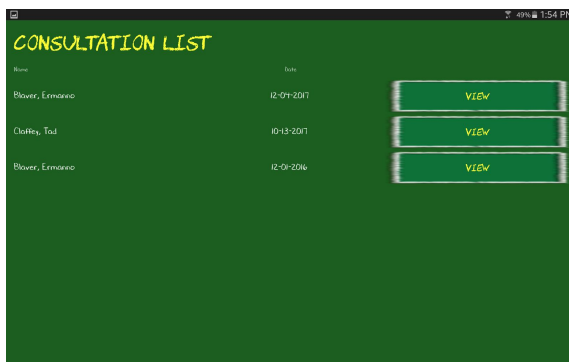 49% 1:54 PM
CONSULTATION LIST
Name Date
Blaver, Ermanno 12-04-2017 VIEW
Claffey, Tad 10-13-2017 VIEW
Blaver, Ermanno 12-01-2016 VIEW